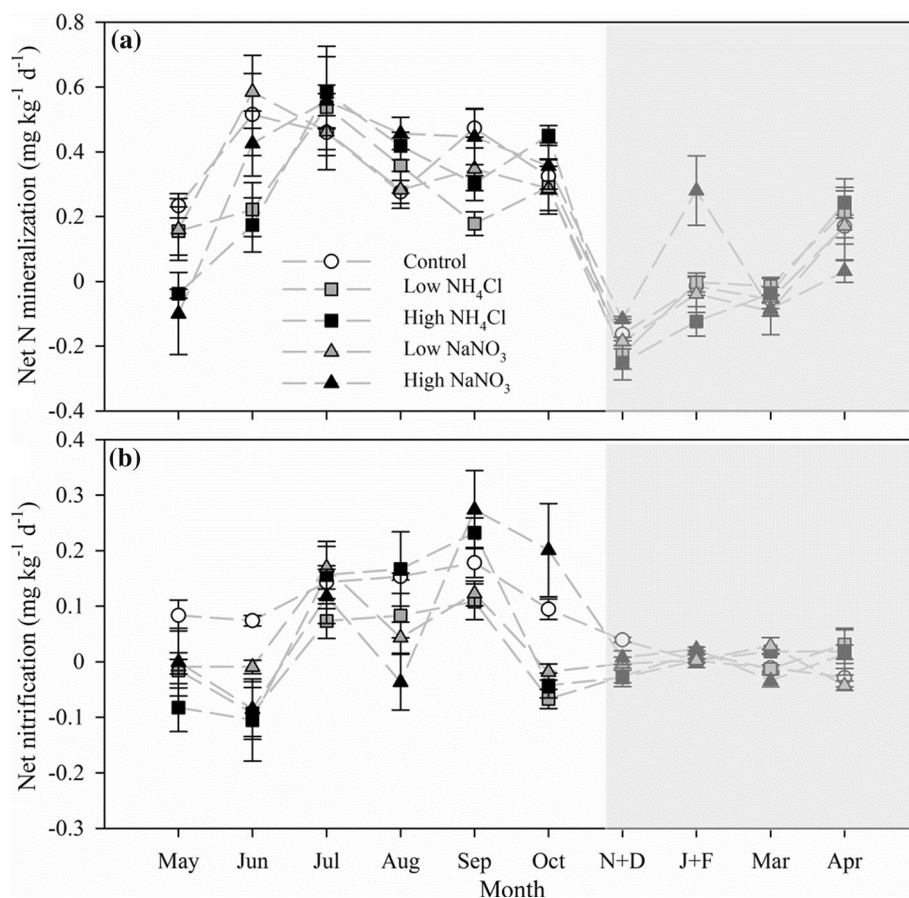 (a)
Net N mineralization (mg kg⁻¹ d⁻¹)
0.8
0.6
0.4
0.2
0
-0.2
-0.4
Control
Low NH₄Cl
High NH₄Cl
Low NaNO₃
High NaNO₃
(b)
Net nitrification (mg kg⁻¹ d⁻¹)
0.4
0.3
0.2
0.1
0
-0.1
-0.2
-0.3
May Jun Jul Aug Sep Oct N+D J+F Mar Apr
Month